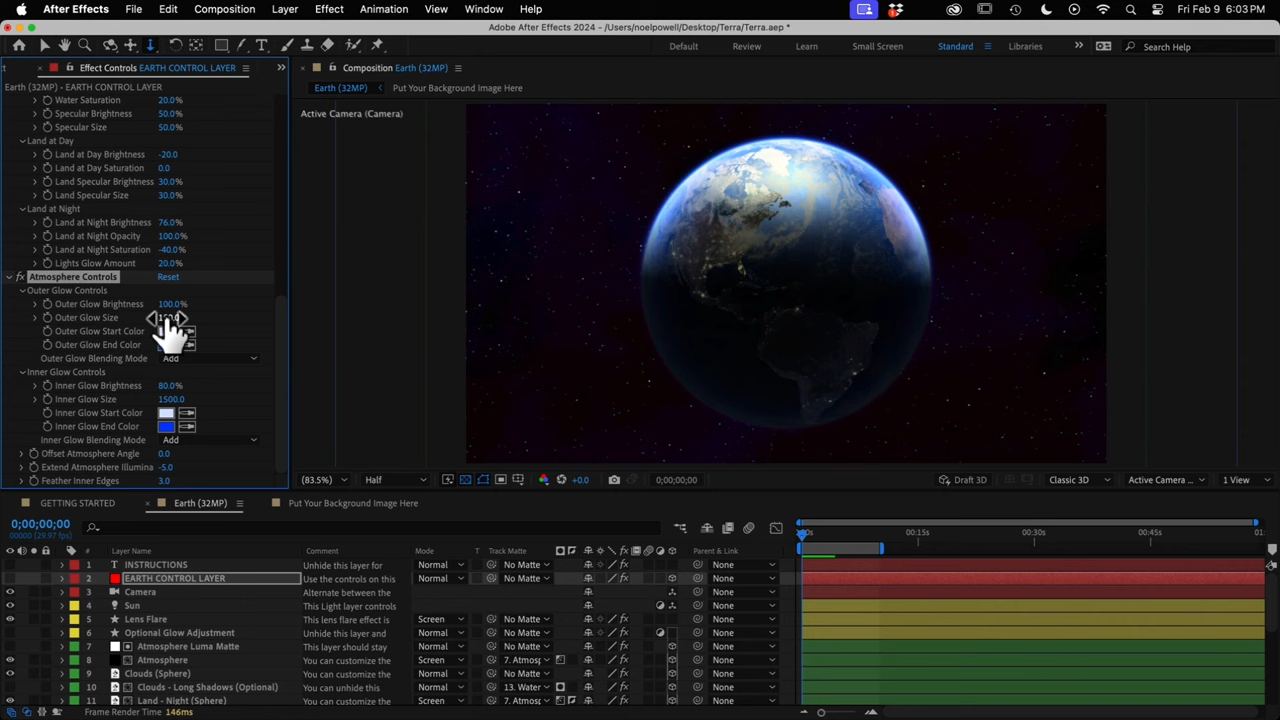 After Effects File Edit Composition Layer Effect Animation View Window Help Fri Feb 9 6:03 PM
Adobe After Effects 2024 - /Users/noelpowell/Desktop/Terra/Terra.aep *
Default Review Learn Small Screen Standard Libraries Search Help
Effect Controls EARTH CONTROL LAYER
Composition Earth (32MP)
Earth (32MP) - EARTH CONTROL LAYER
Earth (32MP) Put Your Background Image Here
Water Saturation 20.0%
Specular Brightness 50.0%
Active Camera (Camera)
Specular Size 50.0%
Land at Day
Land at Day Brightness -20.0
Land at Day Saturation 0.0
Land Specular Brightness 30.0%
Land Specular Size 30.0%
Land at Night
Land at Night Brightness 76.0%
Land at Night Opacity 100.0%
Land at Night Saturation -40.0%
Lights Glow Amount 20.0%
fx Atmosphere Controls Reset
Outer Glow Controls
Outer Glow Brightness 100.0%
Outer Glow Size
Outer Glow Start Color
Outer Glow End Color
Outer Glow Blending Mode Add
Inner Glow Controls
Inner Glow Brightness 80.0%
Inner Glow Size 1500.0
Inner Glow Start Color
Inner Glow End Color
Inner Glow Blending Mode Add
Offset Atmosphere Angle 0.0
Extend Atmosphere Illumina -5.0
Feather Inner Edges 3.0
(83.5%) Half +0.0 0;00;00;00 Draft 3D Classic 3D Active Camera ... 1 View
GETTING STARTED Earth (32MP) Put Your Background Image Here
0;00;00;00
00000 (29.97 fps)
00:15s 00:30s 00:45s 01:
# Layer Name Comment Mode T Track Matte Parent & Link
1 T INSTRUCTIONS Unhide this layer for Normal No Matte None
2 EARTH CONTROL LAYER Use the controls on this Normal No Matte None
3 Camera Alternate between the None
4 Sun This Light layer controls None
5 Lens Flare This lens flare effect is Screen No Matte None
6 Optional Glow Adjustment Unhide this layer and Normal No Matte None
7 Atmosphere Luma Matte This layer should stay Normal No Matte None
8 Atmosphere You can customize the Screen 7. Atmosp None
9 Clouds (Sphere) You can customize the Normal No Matte None
10 Clouds - Long Shadows (Optional) You can unhide this Normal 13. Water None
11 Land - Night (Sphere) You can customize the Screen 7. Atmosp None
Frame Render Time 146ms